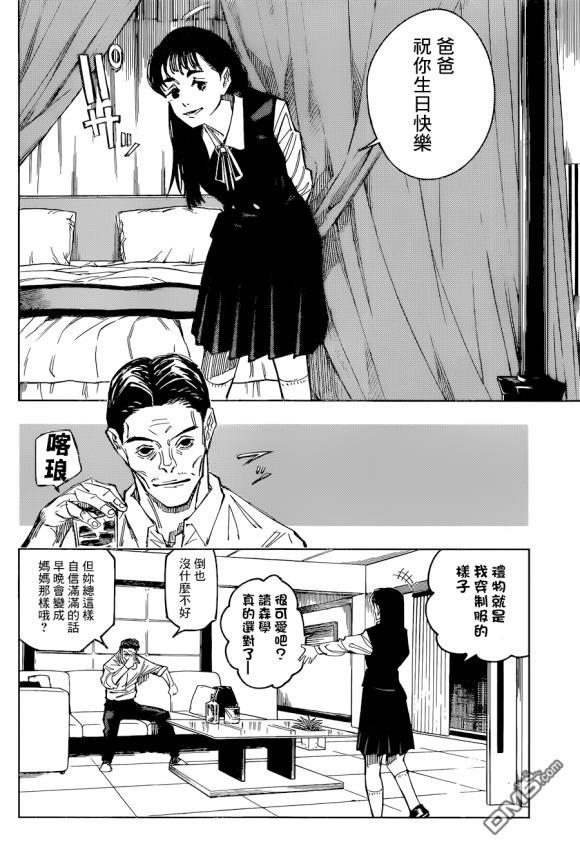 爸爸
祝你生日快樂
喀琅
禮物就是
我穿制服的
樣子
很可愛吧?
讀森學
真的選對了—
倒也
沒什麼不好
但妳總這樣
自信滿滿的話
早晚會變成
媽媽那樣哦?
DM5.com